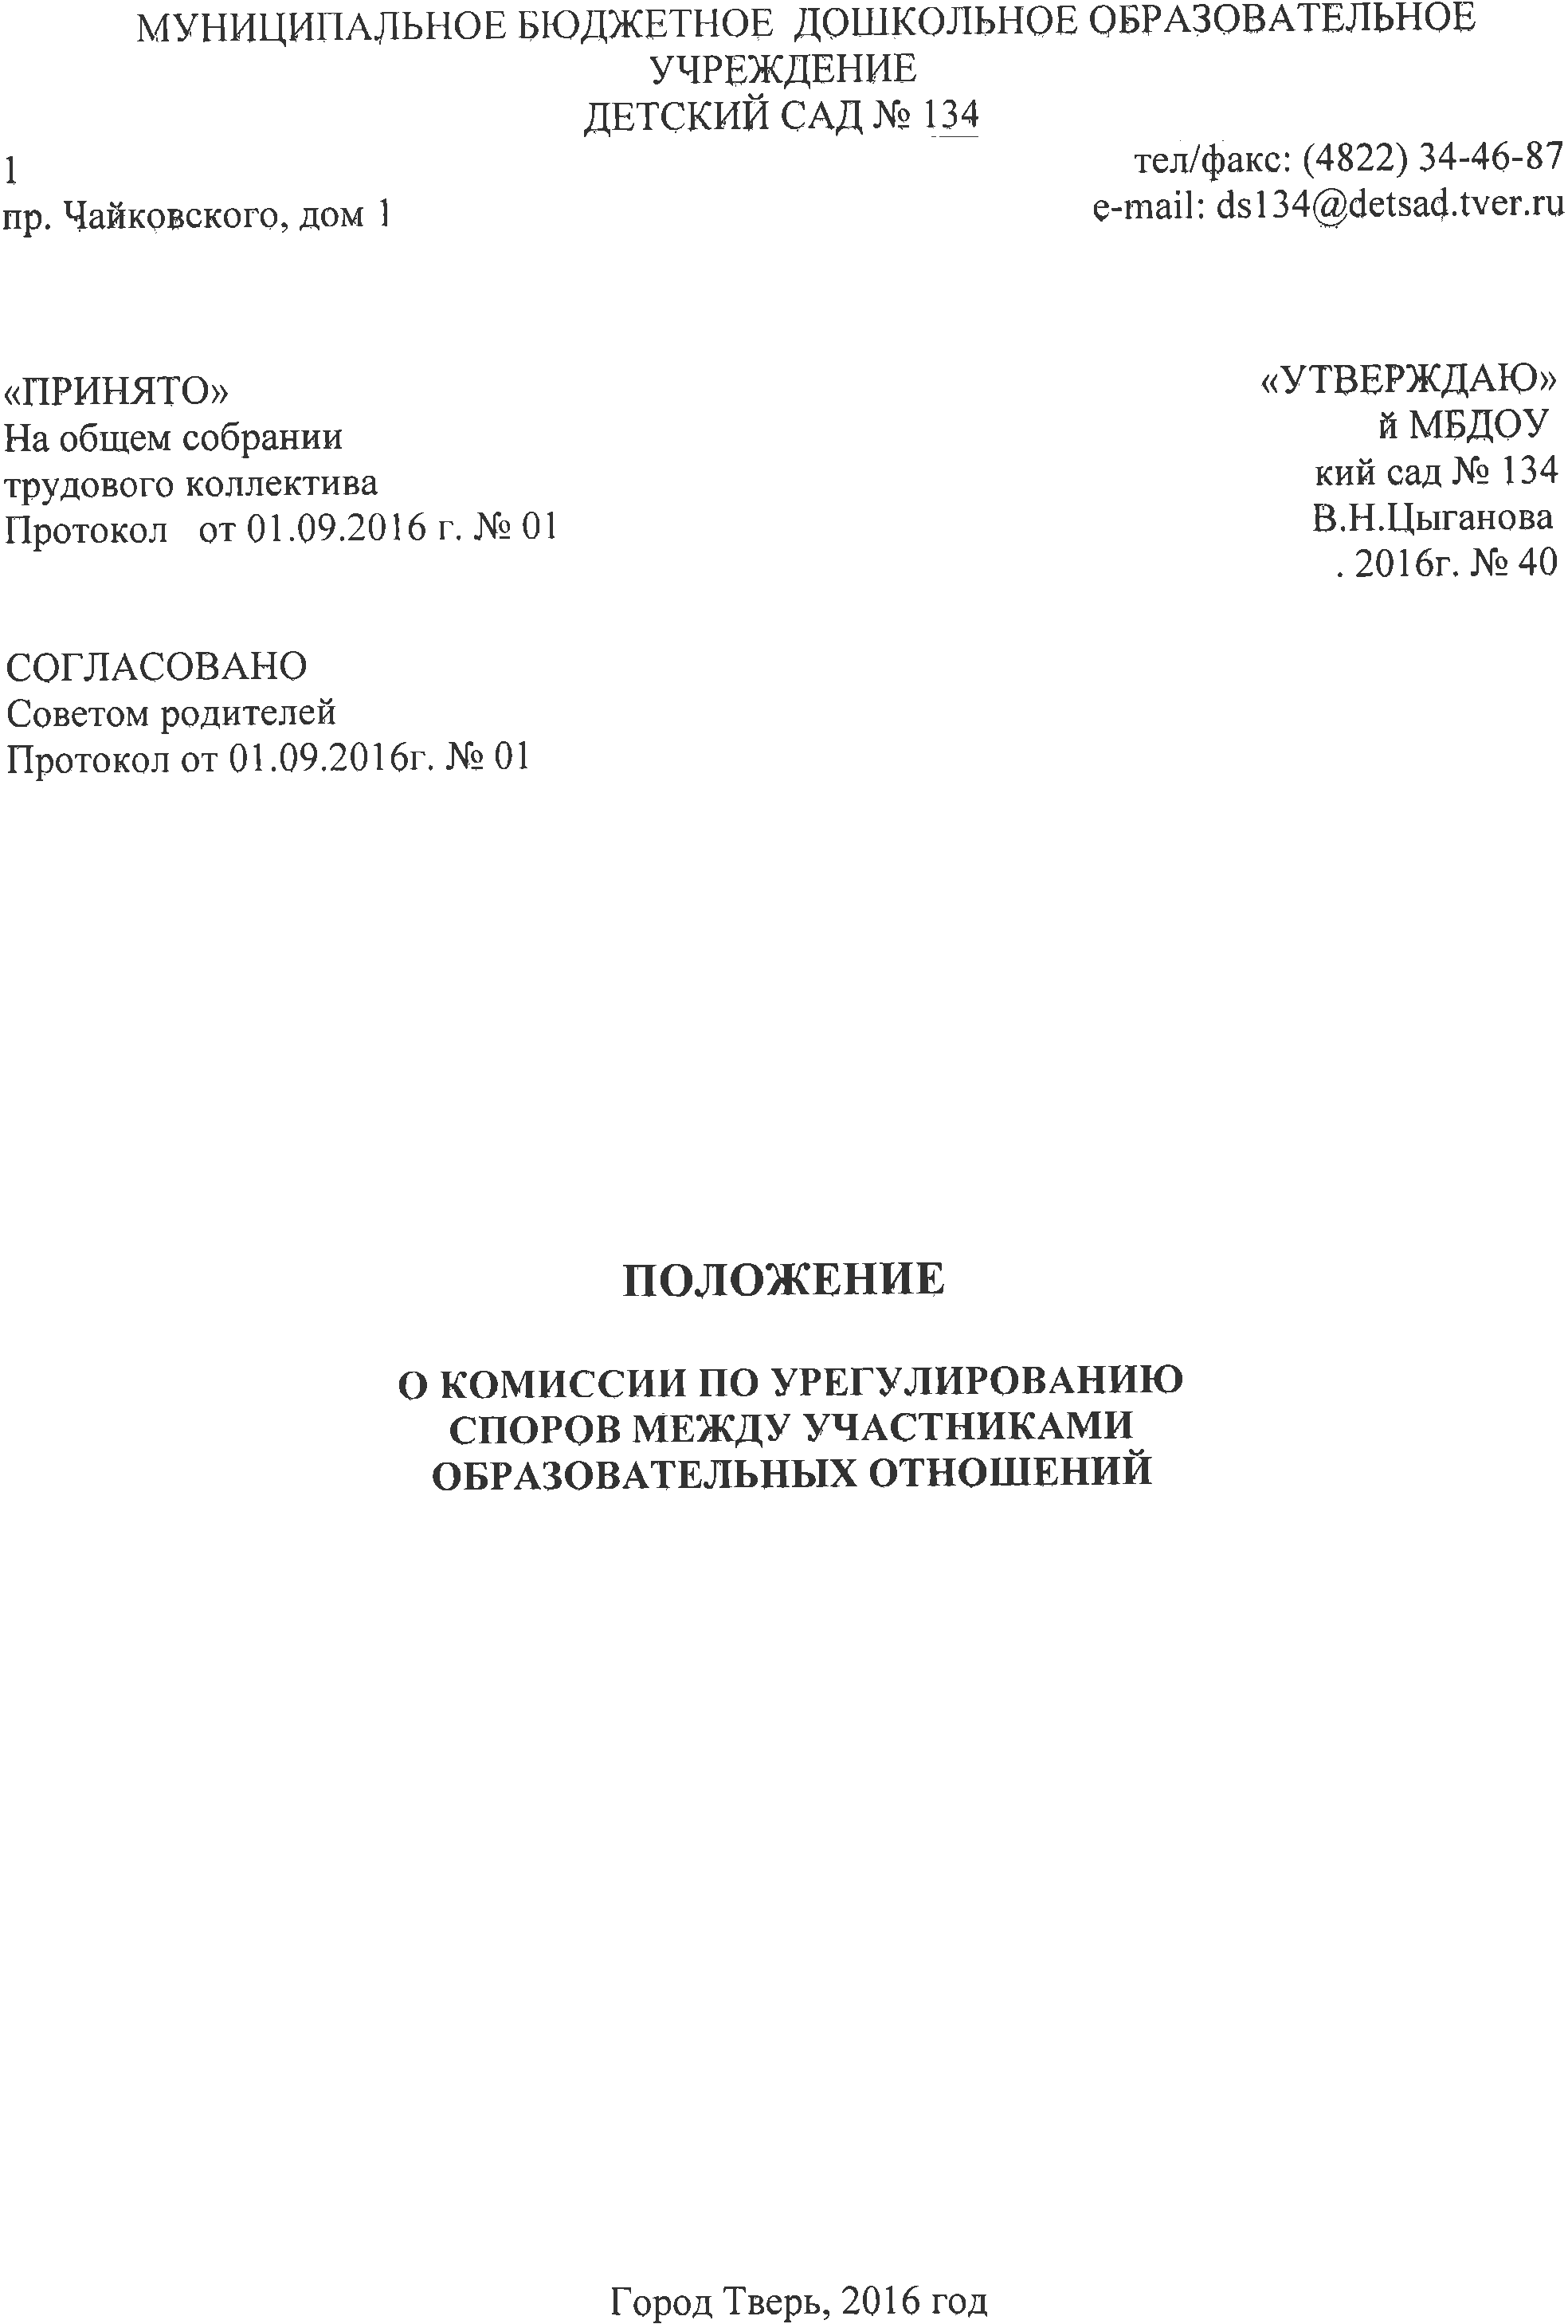 МУНИЦИПАЛЬНОЕ БЮДЖЕТНОЕ ДОШКОЛЬНОЕ ОБРАЗОВАТЕЛЬНОЕ
УЧРЕЖДЕНИЕ
ДЕТСКИЙ САД № 134
1
тел/факс: (4822) 34-46-87
пр. Чайковского, дом 1
e-mail: ds134@detsad.tver.ru
«ПРИНЯТО»
На общем собрании
трудового коллектива
Протокол от 01.09.2016 г. № 01
«УТВЕРЖДАЮ»
й МБДОУ
кий сад № 134
В.Н.Цыганова
. 2016г. № 40
СОГЛАСОВАНО
Советом родителей
Протокол от 01.09.2016г. № 01
ПОЛОЖЕНИЕ
О КОМИССИИ ПО УРЕГУЛИРОВАНИЮ
СПОРОВ МЕЖДУ УЧАСТНИКАМИ
ОБРАЗОВАТЕЛЬНЫХ ОТНОШЕНИЙ
Город Тверь, 2016 год